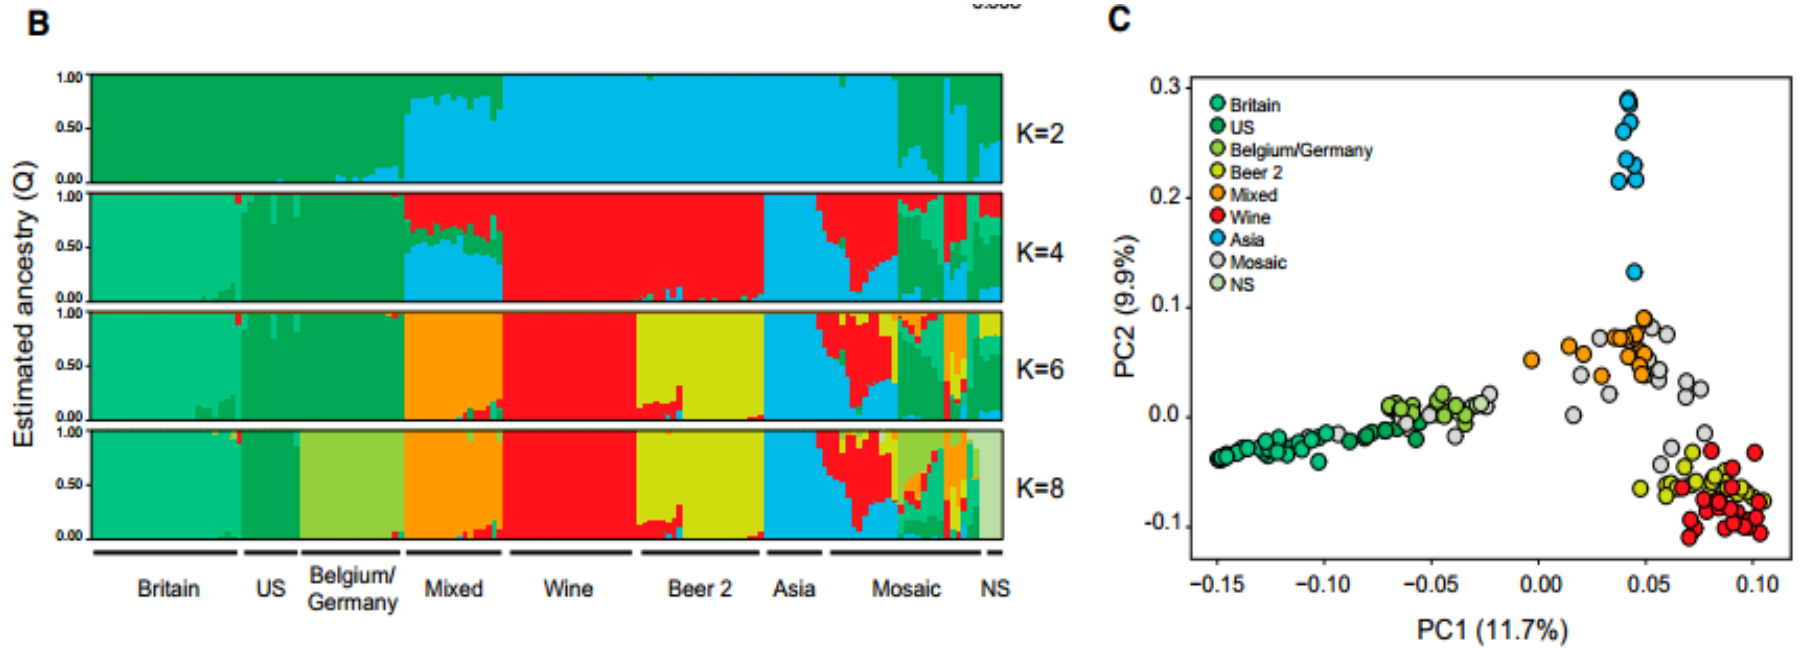 B
Estimated ancestry (Q)
1.00
0.50
0.00
K=2
1.00
0.50
0.00
K=4
1.00
0.50
0.00
K=6
1.00
0.50
0.00
K=8
Britain
US
Belgium/
Germany
Mixed
Wine
Beer 2
Asia
Mosaic
NS
C
PC2 (9.9%)
0.3
0.2
0.1
0.0
-0.1
Britain
US
Belgium/Germany
Beer 2
Mixed
Wine
Asia
Mosaic
NS
−0.15
−0.10
−0.05
0.00
0.05
0.10
PC1 (11.7%)